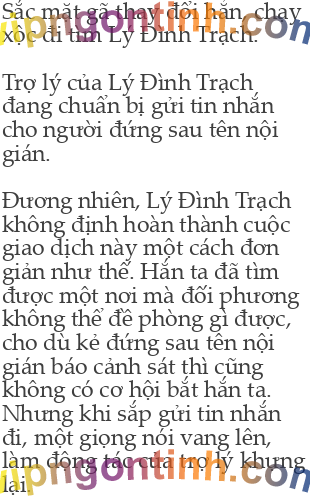 Sắc mặt gã thay đổi hẳn, chạy
xộc đi tìm Lý Đình Trạch.
Trợ lý của Lý Đình Trạch
đang chuẩn bị gửi tin nhắn
cho người đứng sau tên nội
gián.
Đương nhiên, Lý Đình Trạch
không định hoàn thành cuộc
giao dịch này một cách đơn
giản như thế. Hắn ta đã tìm
được một nơi mà đối phương
không thể đề phòng gì được,
cho dù kẻ đứng sau tên nội
gián báo cảnh sát thì cũng
không có cơ hội bắt hắn ta.
Nhưng khi sắp gửi tin nhắn
đi, một giọng nói vang lên,
làm động tác của trợ lý khựng
lại.